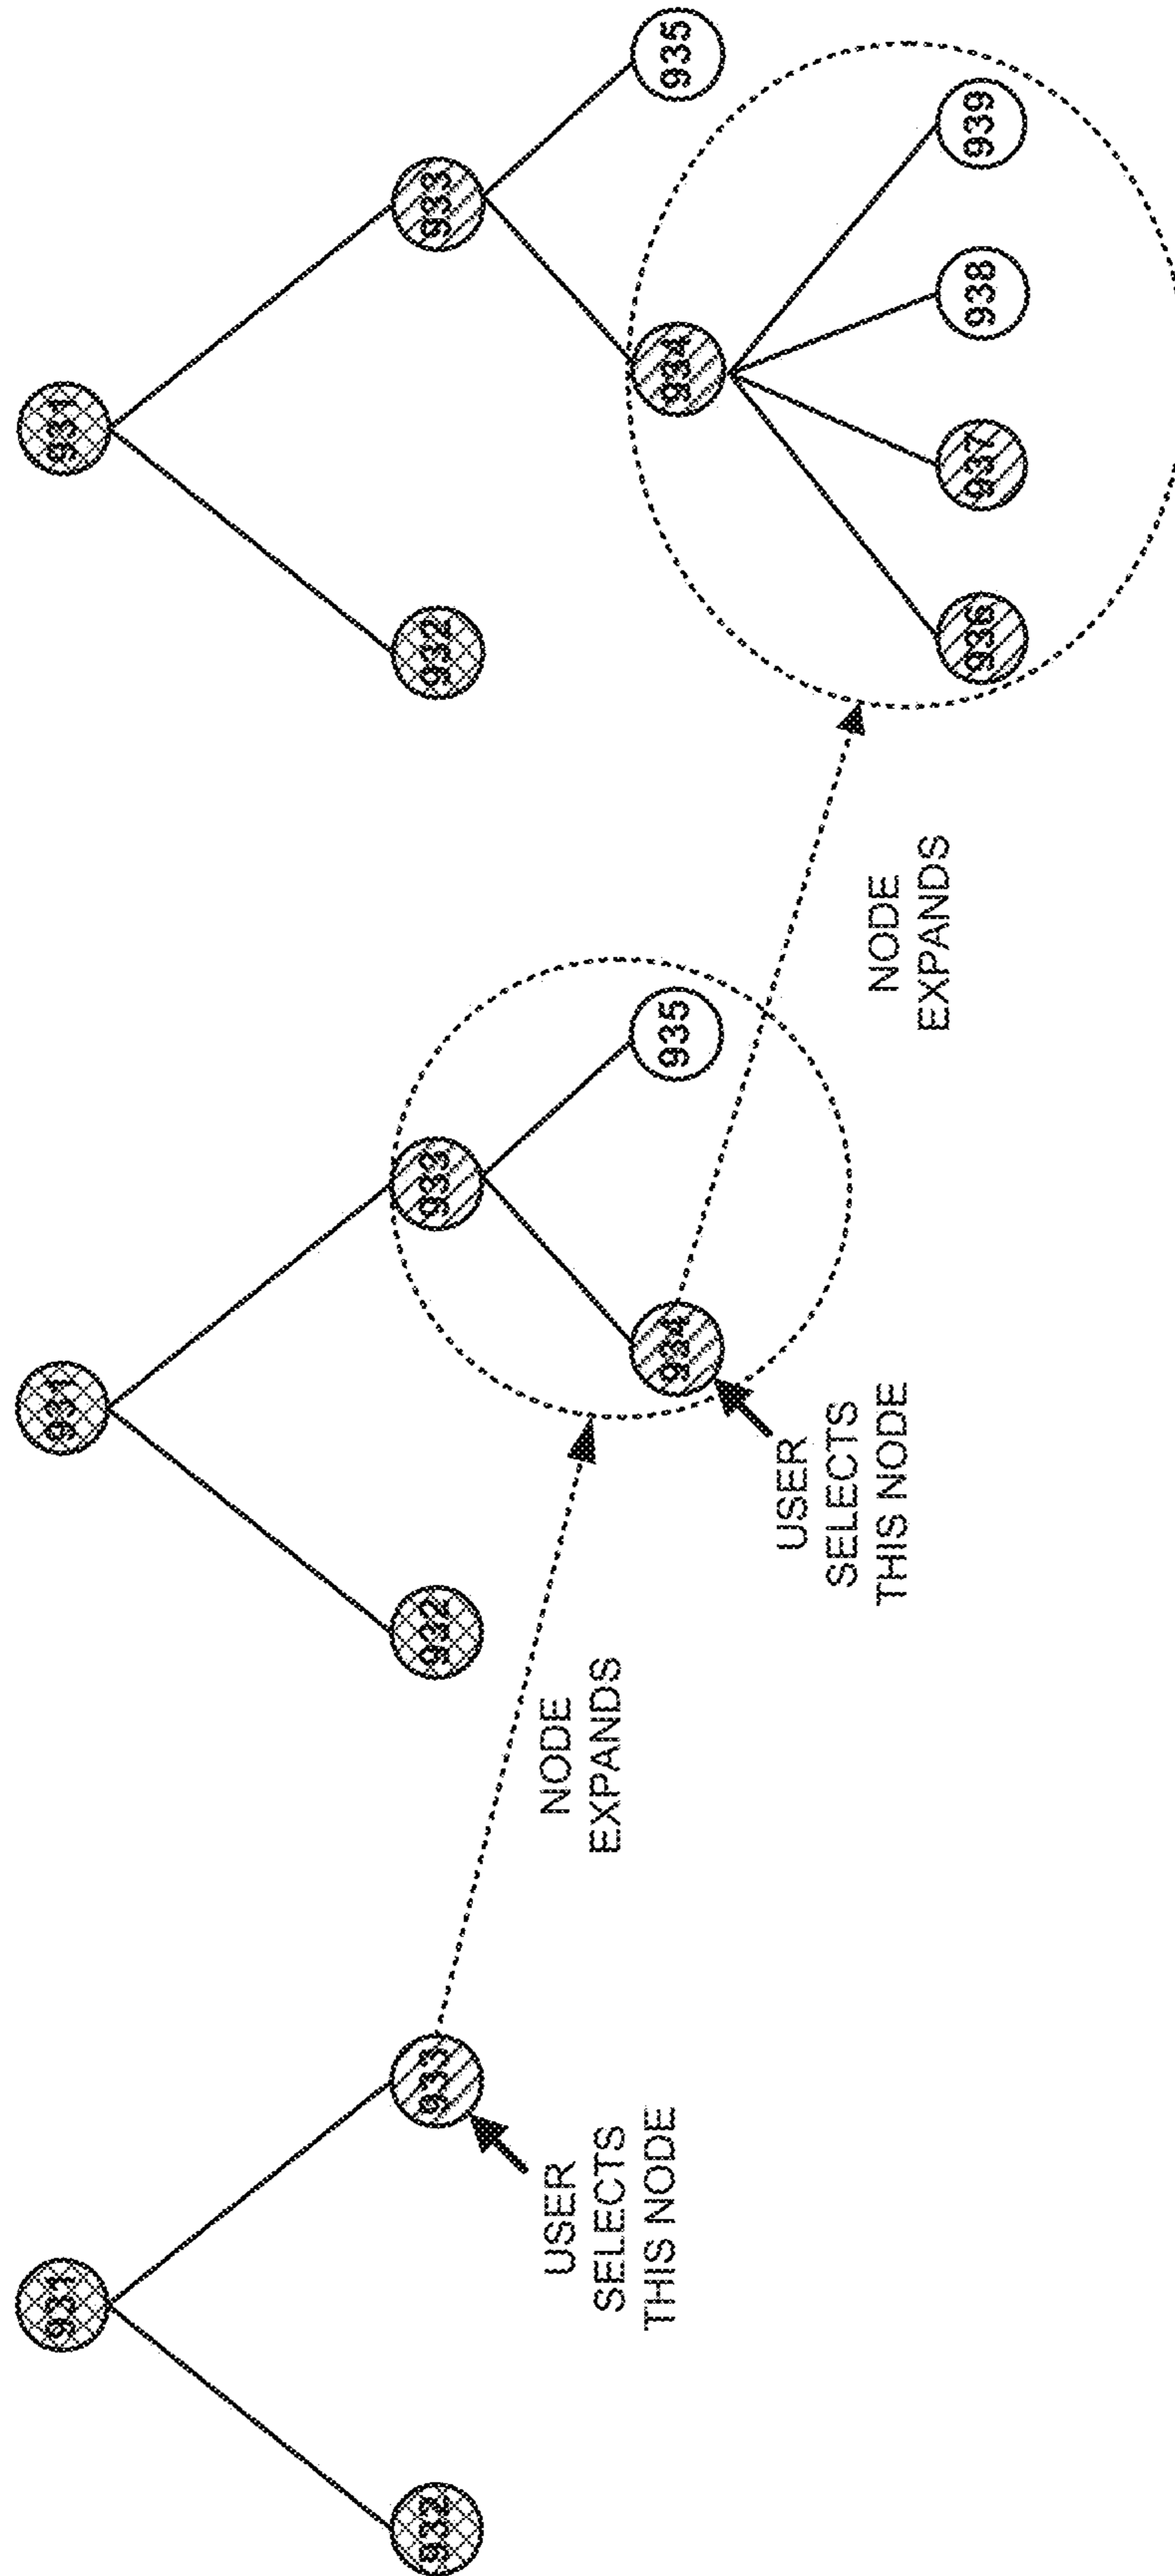 931
932
933
USER
SELECTS
THIS NODE
NODE
EXPANDS
931
932
933
934
935
USER
SELECTS
THIS NODE
NODE
EXPANDS
931
932
933
934
935
936
937
938
939